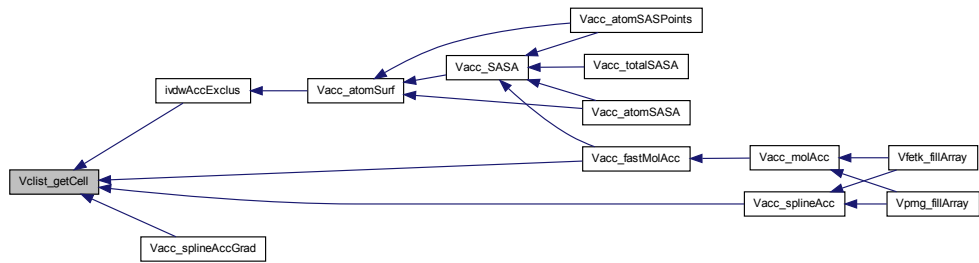 Vacc_atomSASPoints
Vacc_SASA
Vacc_totalSASA
ivdwAccExclus
Vacc_atomSurf
Vacc_atomSASA
Vacc_fastMolAcc
Vacc_molAcc
Vfetk_fillArray
Vclist_getCell
Vacc_splineAcc
Vpmg_fillArray
Vacc_splineAccGrad